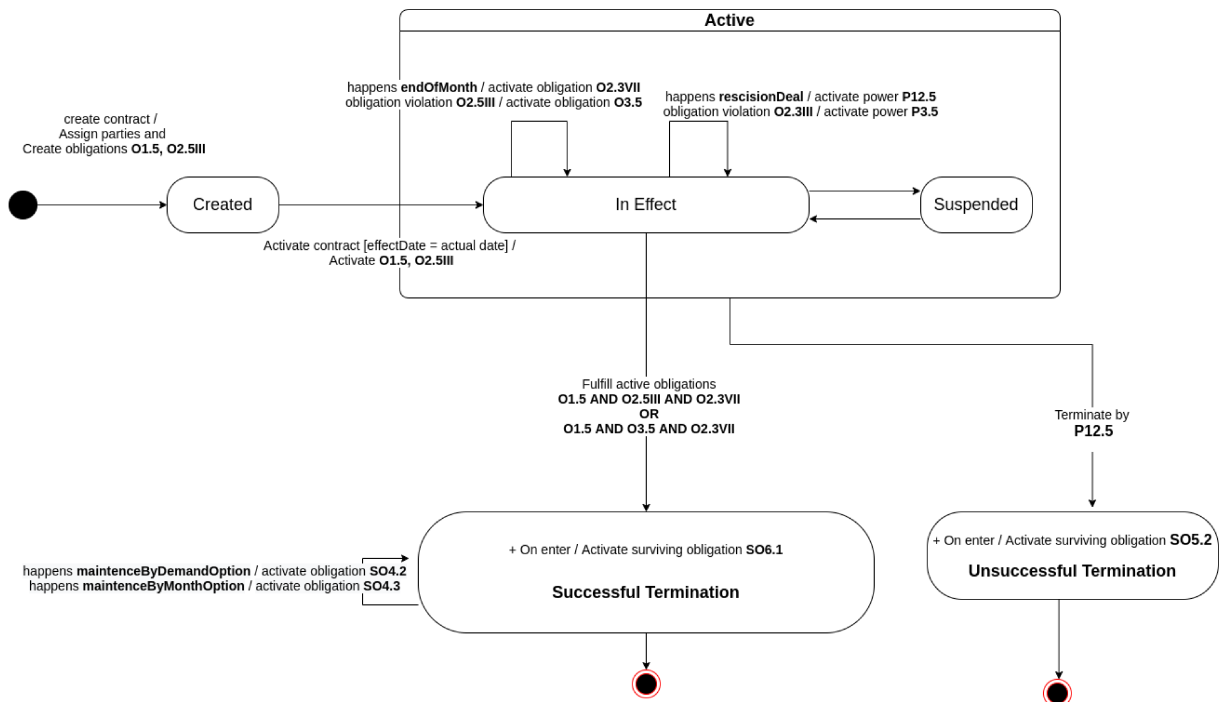 Active
happens endOfMonth / activate obligation O2.3VII
obligation violation O2.5III / activate obligation O3.5
happens rescisionDeal / activate power P12.5
obligation violation O2.3III / activate power P3.5
create contract /
Assign parties and
Create obligations O1.5, O2.5III
Created
In Effect
Suspended
Activate contract [effectDate = actual date] /
Activate O1.5, O2.5III
Fulfill active obligations
O1.5 AND O2.5III AND O2.3VII
OR
O1.5 AND O3.5 AND O2.3VII
Terminate by
P12.5
+ On enter / Activate surviving obligation SO6.1
Successful Termination
+ On enter / Activate surviving obligation SO5.2
Unsuccessful Termination
happens maintenceByDemandOption / activate obligation SO4.2
happens maintenceByMonthOption / activate obligation SO4.3